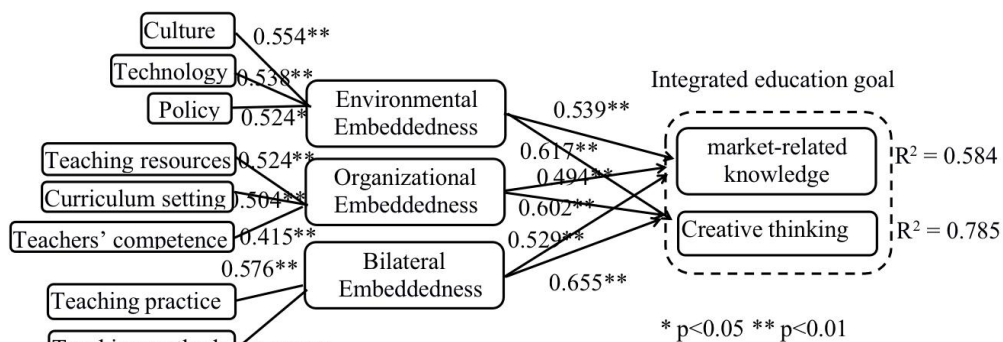 Culture
0.554**
Technology
0.538**
Policy
0.524*
Environmental
Embeddedness
Teaching resources
0.524**
Curriculum setting
0.504**
Teachers' competence
0.415**
Organizational
Embeddedness
0.576**
Teaching practice
Bilateral
Embeddedness
0.539**
0.617**
0.494**
0.602**
0.529**
0.655**
Integrated education goal
market-related
knowledge
R² = 0.584
Creative thinking
R² = 0.785
* p<0.05 ** p<0.01